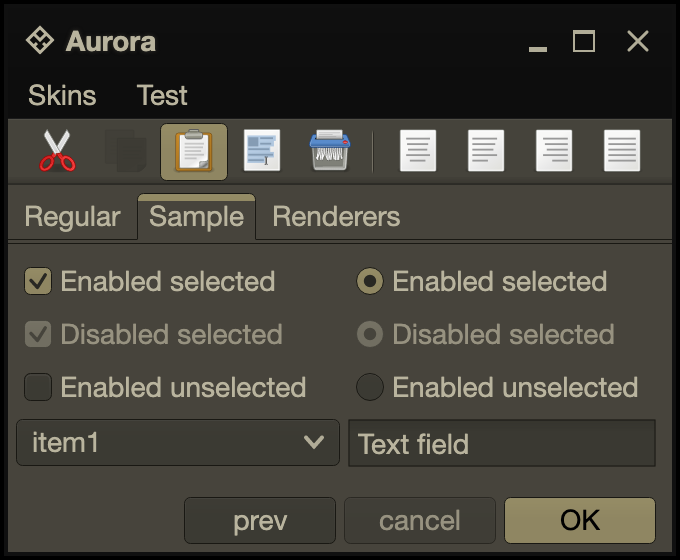 Aurora
Skins Test
Regular Sample Renderers
Enabled selected Enabled selected
Disabled selected Disabled selected
Enabled unselected Enabled unselected
item1 Text field
prev cancel OK